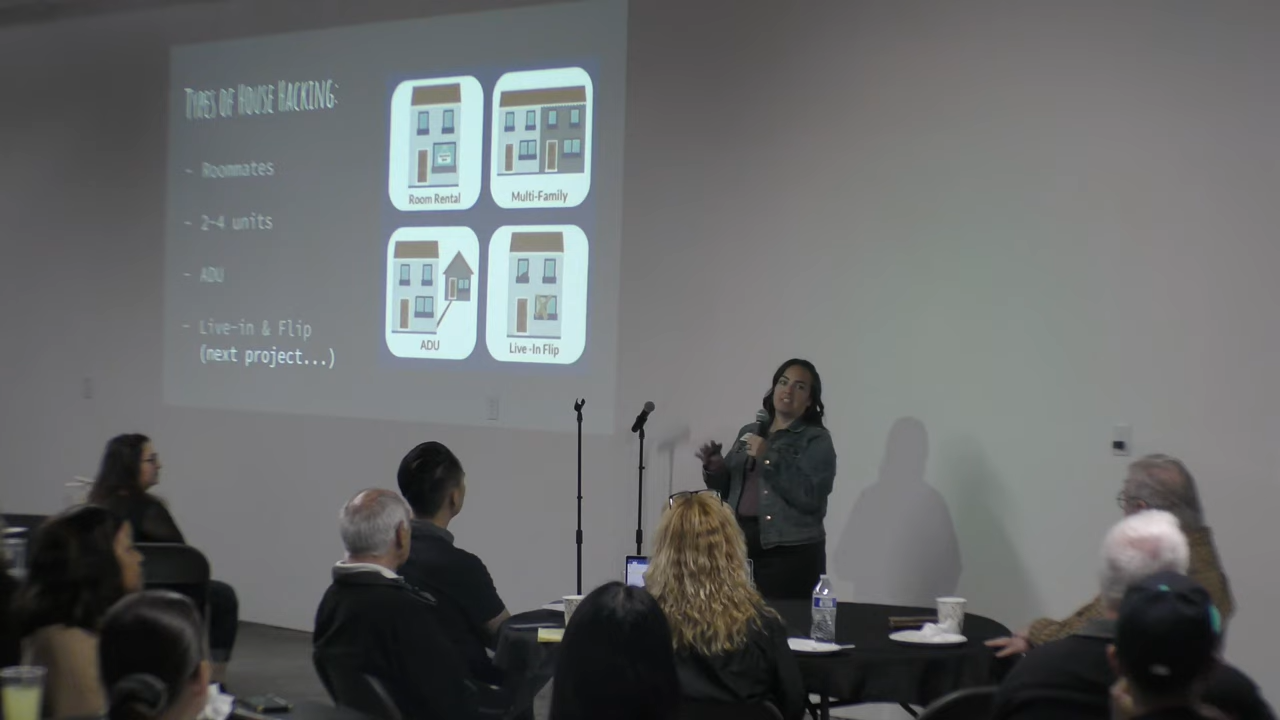 Types of House Hacking:
- Roommates
- 2-4 units
- ADU
- Live-in & Flip
(next project...)
Room Rental
Multi-Family
ADU
Live-In Flip